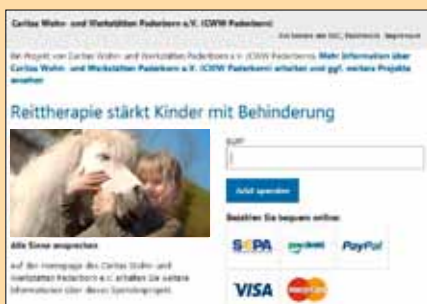 Caritas Wohn- und Werkstätten Paderborn e.V. (CWW Paderborn)
Ein Projekt von Caritas Wohn- und Werkstätten Paderborn e.V. (CWW Paderborn). Mehr Information über
Caritas Wohn- und Werkstätten Paderborn e.V. (CWW Paderborn) erhalten und ggf. weitere Projekte
ansehen
Reittherapie stärkt Kinder mit Behinderung
Alle Sinne ansprechen
Auf der Homepage des Caritas Wohn- und
Werkstätten Paderborn e.V. erhalten Sie weitere
Informationen über dieses Spendenprojekt.
EUR*
Jetzt spenden
Bezahlen Sie bequem online:
SEPA
PayPal
VISA
MasterCard